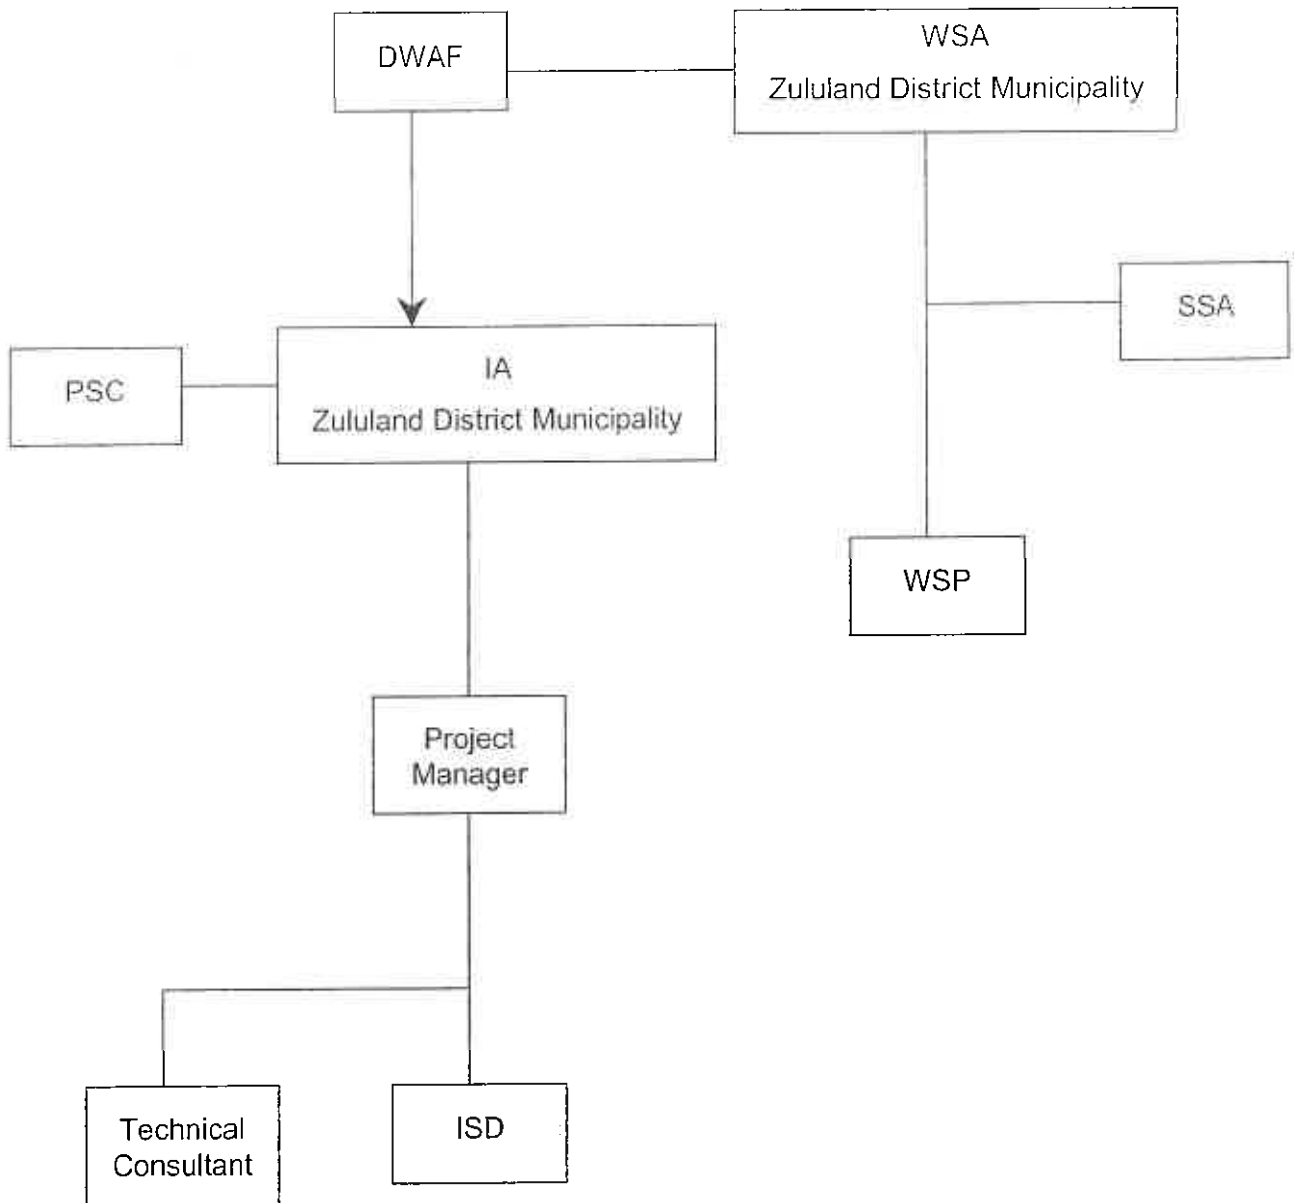 DWAF
WSA
Zululand District Municipality
SSA
PSC
IA
Zululand District Municipality
WSP
Project
Manager
Technical
Consultant
ISD